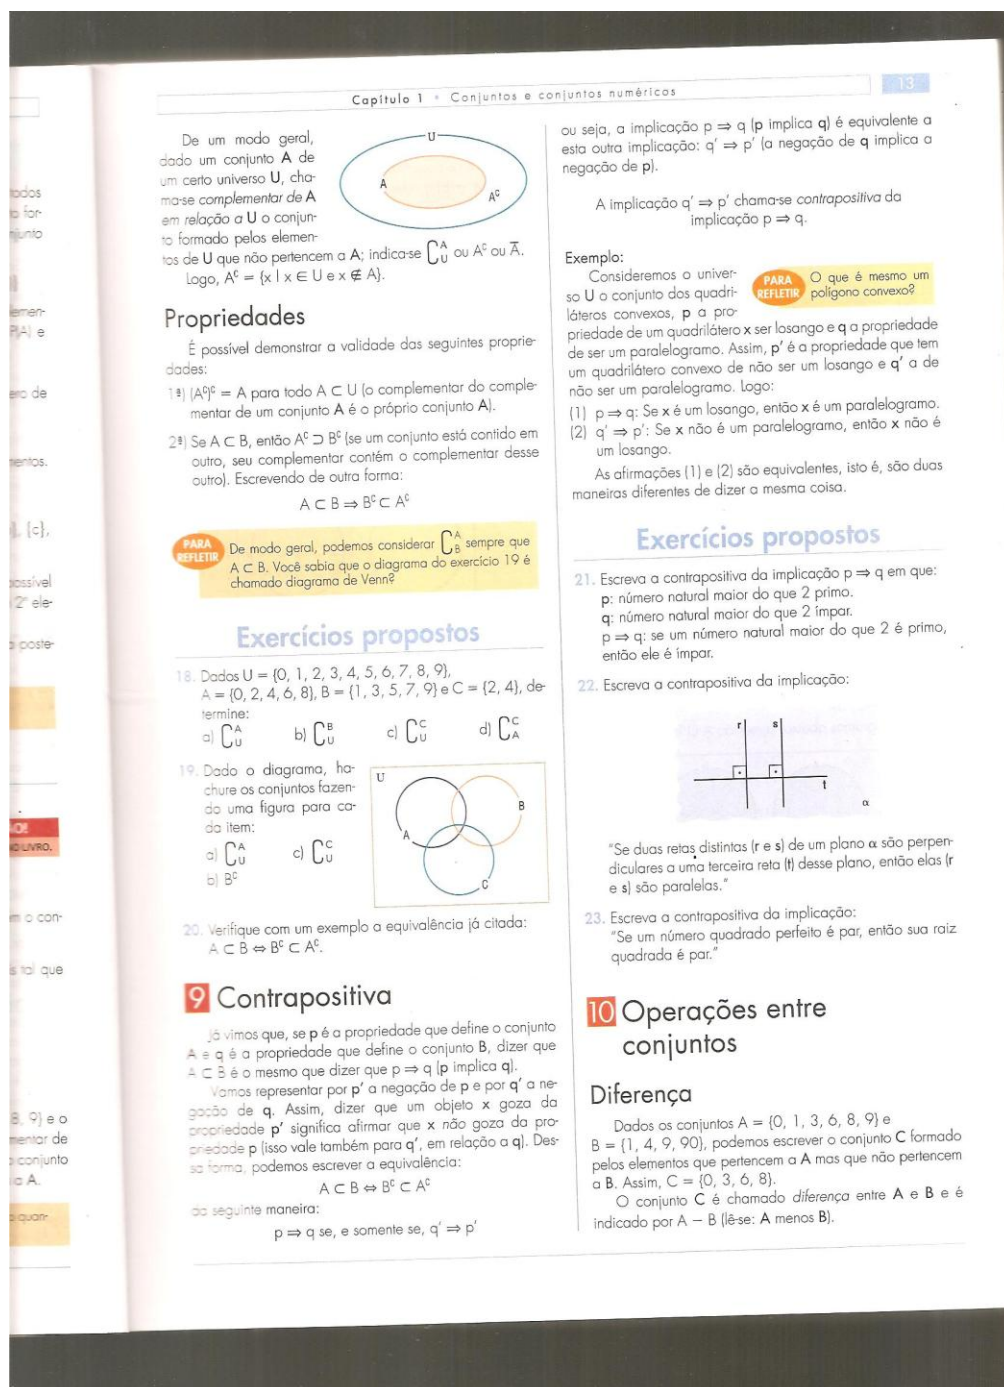 Capítulo 1 • Conjuntos e conjuntos numéricos
13
De um modo geral,
dado um conjunto A de
um certo universo U, cha-
ma-se complementar de A
em relação a U o conjun-
to formado pelos elemen-
tos de U que não pertencem a A; indica-se ∁ A U ou Aᶜ ou A̅.
Logo, Aᶜ = {x | x ∈ U e x ∉ A}.
U
A
Aᶜ
Propriedades
É possível demonstrar a validade das seguintes proprie-
dades:
1ª) (Aᶜ)ᶜ = A para todo A ⊂ U (o complementar do comple-
mentar de um conjunto A é o próprio conjunto A).
2ª) Se A ⊂ B, então Aᶜ ⊃ Bᶜ (se um conjunto está contido em
outro, seu complementar contém o complementar desse
outro). Escrevendo de outra forma:
A ⊂ B ⇒ Bᶜ ⊂ Aᶜ
PARA
REFLETIR
De modo geral, podemos considerar ∁ A B sempre que
A ⊂ B. Você sabia que o diagrama do exercício 19 é
chamado diagrama de Venn?
Exercícios propostos
18. Dados U = {0, 1, 2, 3, 4, 5, 6, 7, 8, 9},
A = {0, 2, 4, 6, 8}, B = {1, 3, 5, 7, 9} e C = {2, 4}, de-
termine:
a) ∁ A U b) ∁ B U c) ∁ C U d) ∁ C A
19. Dado o diagrama, ha-
chure os conjuntos fazen-
do uma figura para ca-
da item:
a) ∁ A U c) ∁ C U
b) Bᶜ
U
A
B
C
20. Verifique com um exemplo a equivalência já citada:
A ⊂ B ⇔ Bᶜ ⊂ Aᶜ.
9 Contrapositiva
Já vimos que, se p é a propriedade que define o conjunto
A e q é a propriedade que define o conjunto B, dizer que
A ⊂ B é o mesmo que dizer que p ⇒ q (p implica q).
Vamos representar por p' a negação de p e por q' a ne-
gação de q. Assim, dizer que um objeto x goza da
propriedade p' significa afirmar que x não goza da pro-
priedade p (isso vale também para q', em relação a q). Des-
sa forma, podemos escrever a equivalência:
A ⊂ B ⇔ Bᶜ ⊂ Aᶜ
da seguinte maneira:
p ⇒ q se, e somente se, q' ⇒ p'
ou seja, a implicação p ⇒ q (p implica q) é equivalente a
esta outra implicação: q' ⇒ p' (a negação de q implica a
negação de p).
A implicação q' ⇒ p' chama-se contrapositiva da
implicação p ⇒ q.
Exemplo:
Consideremos o univer-
so U o conjunto dos quadri-
láteros convexos, p a pro-
priedade de um quadrilátero x ser losango e q a propriedade
de ser um paralelogramo. Assim, p' é a propriedade que tem
um quadrilátero convexo de não ser um losango e q' a de
não ser um paralelogramo. Logo:
PARA
REFLETIR
O que é mesmo um
polígono convexo?
(1) p ⇒ q: Se x é um losango, então x é um paralelogramo.
(2) q' ⇒ p': Se x não é um paralelogramo, então x não é
um losango.
As afirmações (1) e (2) são equivalentes, isto é, são duas
maneiras diferentes de dizer a mesma coisa.
Exercícios propostos
21. Escreva a contrapositiva da implicação p ⇒ q em que:
p: número natural maior do que 2 primo.
q: número natural maior do que 2 ímpar.
p ⇒ q: se um número natural maior do que 2 é primo,
então ele é ímpar.
22. Escreva a contrapositiva da implicação:
r
s
t
α
"Se duas retas distintas (r e s) de um plano α são perpen-
diculares a uma terceira reta (t) desse plano, então elas (r
e s) são paralelas."
23. Escreva a contrapositiva da implicação:
"Se um número quadrado perfeito é par, então sua raiz
quadrada é par."
10 Operações entre
conjuntos
Diferença
Dados os conjuntos A = {0, 1, 3, 6, 8, 9} e
B = {1, 4, 9, 90}, podemos escrever o conjunto C formado
pelos elementos que pertencem a A mas que não pertencem
a B. Assim, C = {0, 3, 6, 8}.
O conjunto C é chamado diferença entre A e B e é
indicado por A − B (lê-se: A menos B).